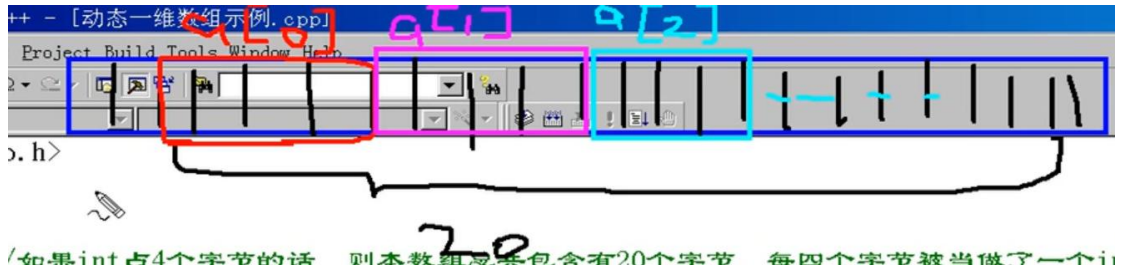 ++ - [动态一维数组示例.cpp]
a[0] a[1] a[2]
Project Build Tools Window Help
o.h>
20
/如果int占4个字节的话 则本数组总共包含有20个字节 每四个字节被当做了一个i